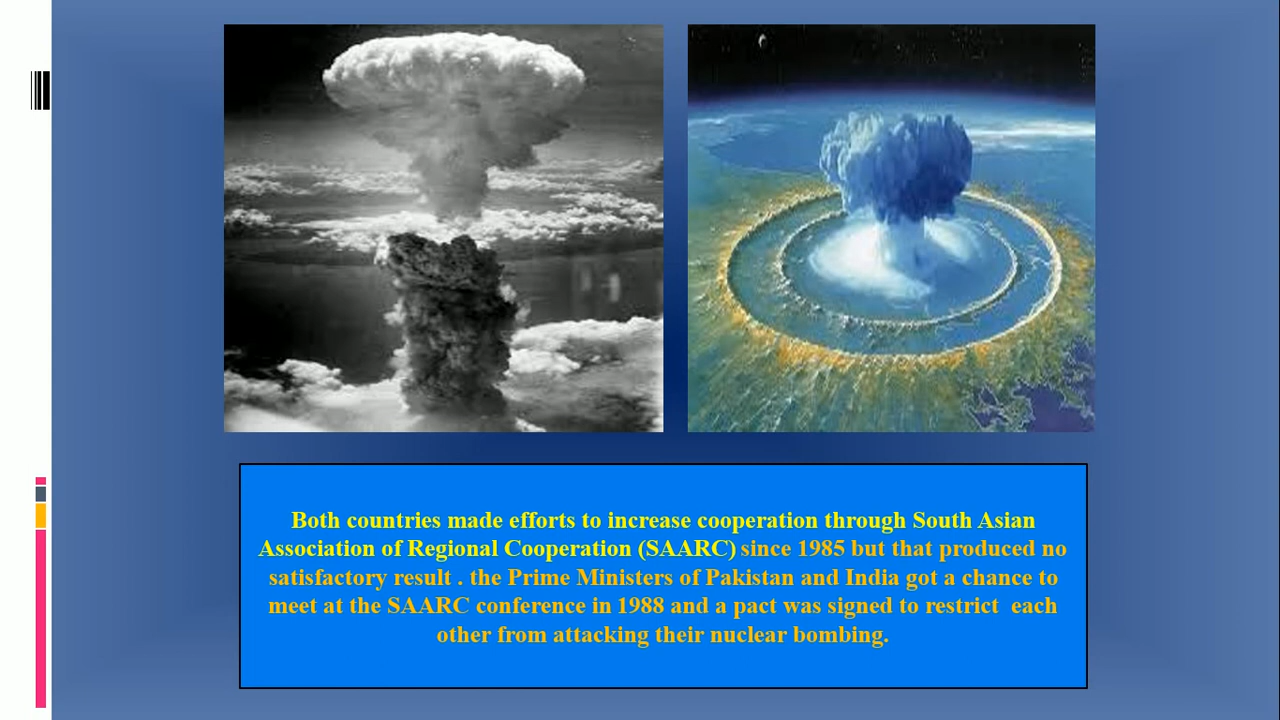 Both countries made efforts to increase cooperation through South Asian
Association of Regional Cooperation (SAARC) since 1985 but that produced no
satisfactory result . the Prime Ministers of Pakistan and India got a chance to
meet at the SAARC conference in 1988 and a pact was signed to restrict  each
other from attacking their nuclear bombing.